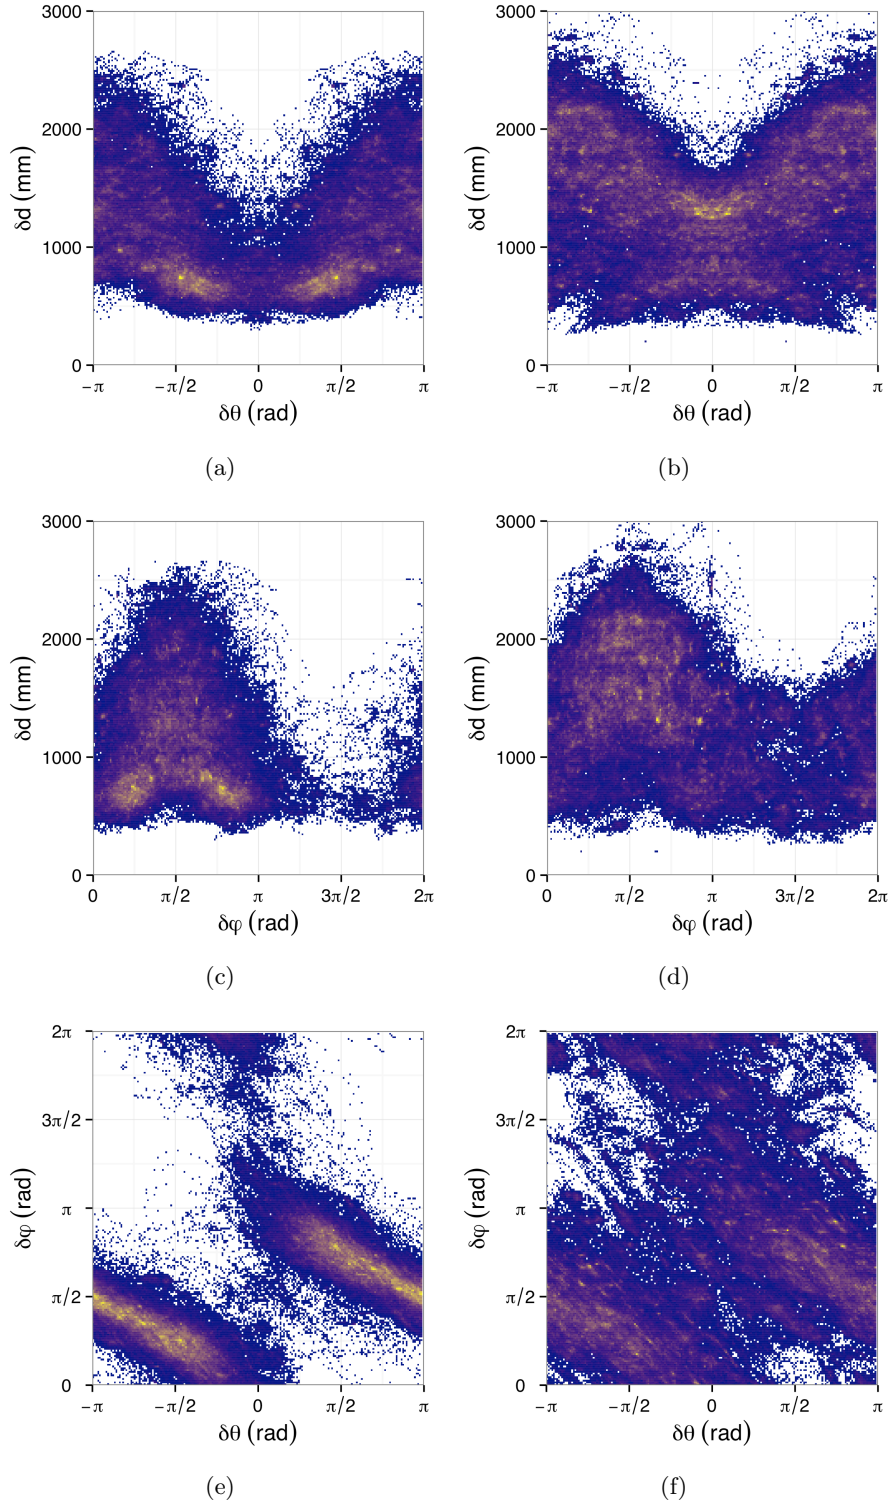 3000
2000
1000
0
δd (mm)
−π
−π/2
0
π/2
π
δθ (rad)
(a)
3000
2000
1000
0
δd (mm)
−π
−π/2
0
π/2
π
δθ (rad)
(b)
3000
2000
1000
0
δd (mm)
0
π/2
π
3π/2
2π
δφ (rad)
(c)
3000
2000
1000
0
δd (mm)
0
π/2
π
3π/2
2π
δφ (rad)
(d)
2π
3π/2
π
π/2
0
δφ (rad)
−π
−π/2
0
π/2
π
δθ (rad)
(e)
2π
3π/2
π
π/2
0
δφ (rad)
−π
−π/2
0
π/2
π
δθ (rad)
(f)